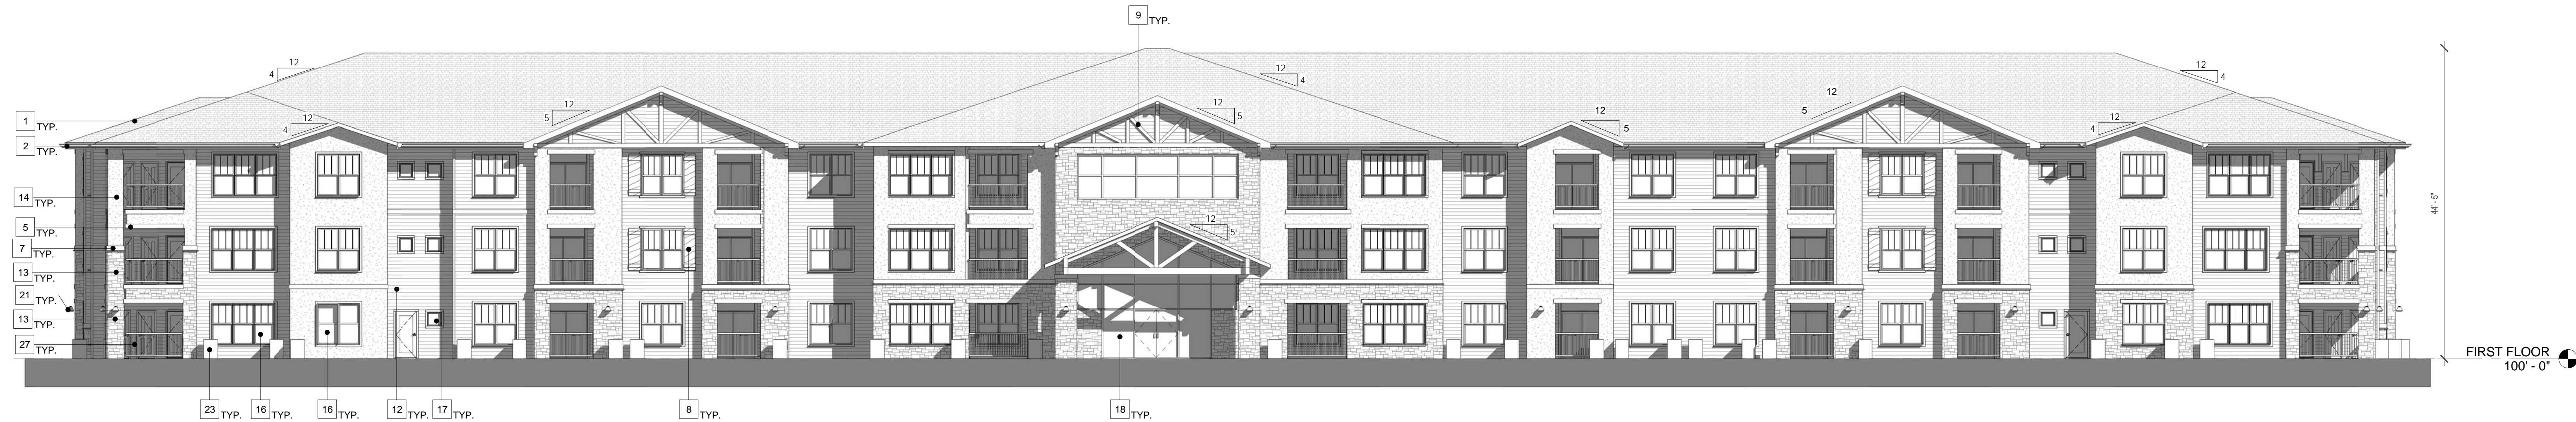 9 TYP.
12
4
12
4
12
4
1 TYP.
12
5
12
5
12
5
12
5
12
4
12
4
2 TYP.
14 TYP.
5 TYP.
7 TYP.
13 TYP.
21 TYP.
13 TYP.
27 TYP.
12
5
44' - 5"
FIRST FLOOR
100' - 0"
23 TYP.
16 TYP.
16 TYP.
12 TYP.
17 TYP.
8 TYP.
18 TYP.